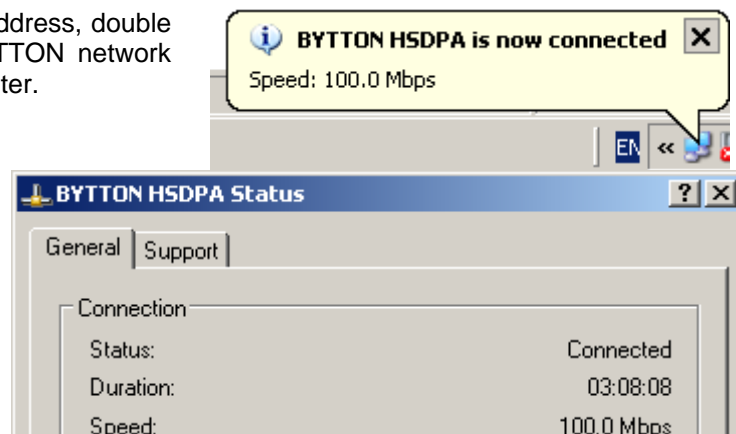 ddress, double
TTON network
ter.
BYTTON HSDPA is now connected
Speed: 100.0 Mbps
EN «
BYTTON HSDPA Status
General Support
Connection
Status: Connected
Duration: 03:08:08
Speed: 100.0 Mbps